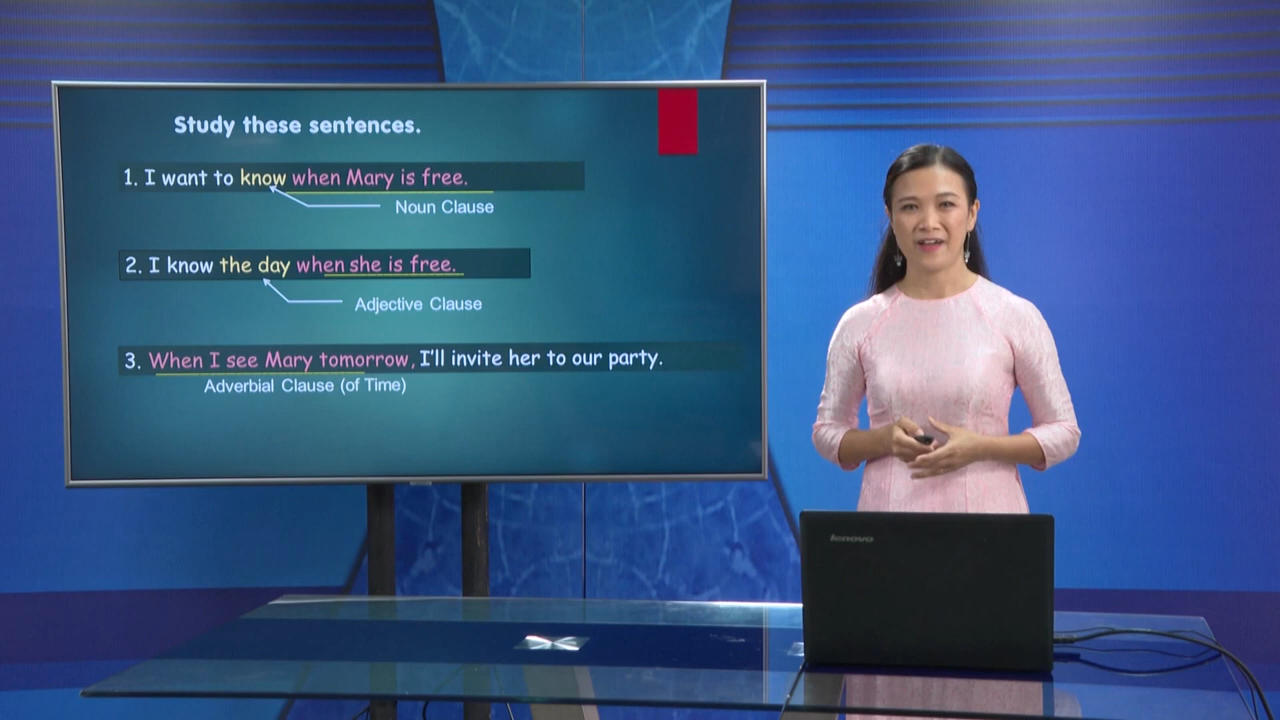 Study these sentences.
1. I want to know when Mary is free.
Noun Clause
2. I know the day when she is free.
Adjective Clause
3. When I see Mary tomorrow, I'll invite her to our party.
Adverbial Clause (of Time)
lenovo